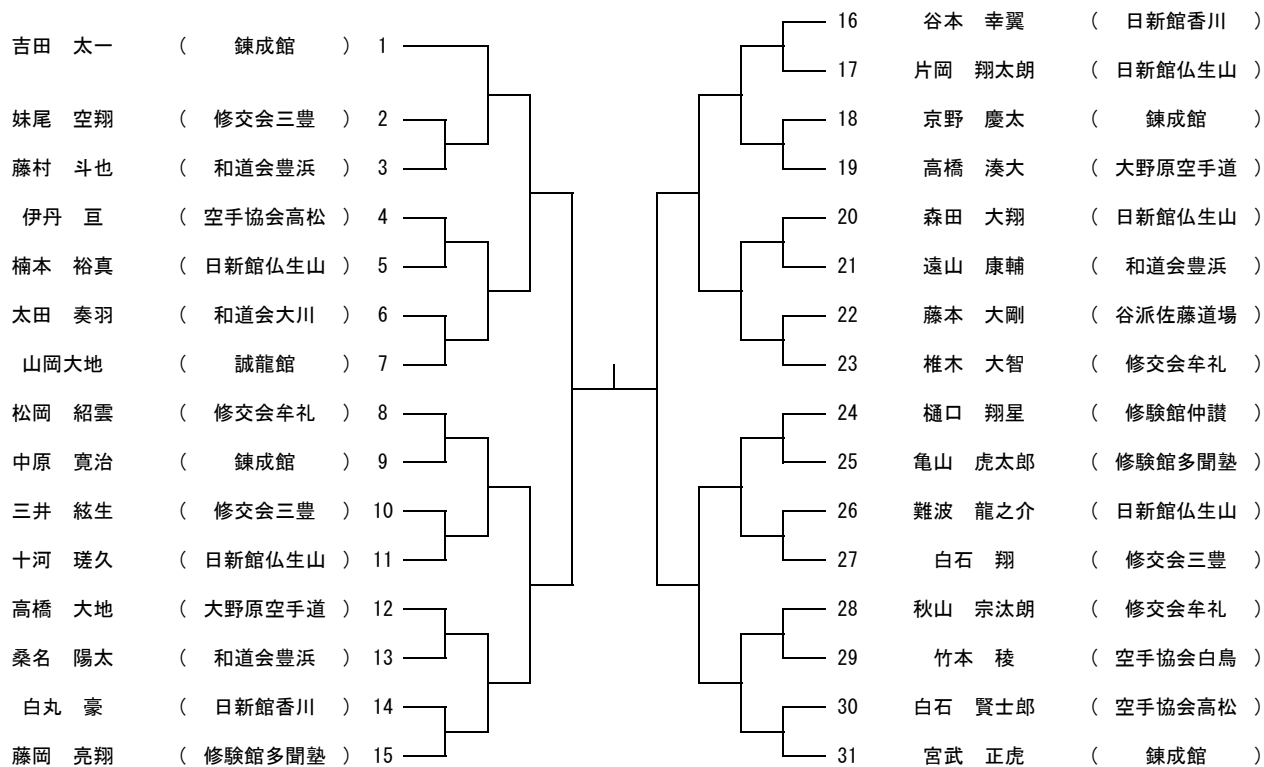 吉田　太一 （ 錬成館 ） 1
妹尾　空翔 （ 修交会三豊 ） 2
藤村　斗也 （ 和道会豊浜 ） 3
伊丹　亘 （ 空手協会高松 ） 4
楠本　裕真 （ 日新館仏生山 ） 5
太田　奏羽 （ 和道会大川 ） 6
山岡大地 （ 誠龍館 ） 7
松岡　紹雲 （ 修交会牟礼 ） 8
中原　寛治 （ 錬成館 ） 9
三井　絃生 （ 修交会三豊 ） 10
十河　瑳久 （ 日新館仏生山 ） 11
高橋　大地 （ 大野原空手道 ） 12
桑名　陽太 （ 和道会豊浜 ） 13
白丸　豪 （ 日新館香川 ） 14
藤岡　亮翔 （ 修験館多聞塾 ） 15
16 谷本　幸翼 （ 日新館香川 ）
17 片岡　翔太朗 （ 日新館仏生山 ）
18 京野　慶太 （ 錬成館 ）
19 高橋　湊大 （ 大野原空手道 ）
20 森田　大翔 （ 日新館仏生山 ）
21 遠山　康輔 （ 和道会豊浜 ）
22 藤本　大剛 （ 谷派佐藤道場 ）
23 椎木　大智 （ 修交会牟礼 ）
24 樋口　翔星 （ 修験館仲讃 ）
25 亀山　虎太郎 （ 修験館多聞塾 ）
26 難波　龍之介 （ 日新館仏生山 ）
27 白石　翔 （ 修交会三豊 ）
28 秋山　宗汰朗 （ 修交会牟礼 ）
29 竹本　稜 （ 空手協会白鳥 ）
30 白石　賢士郎 （ 空手協会高松 ）
31 宮武　正虎 （ 錬成館 ）